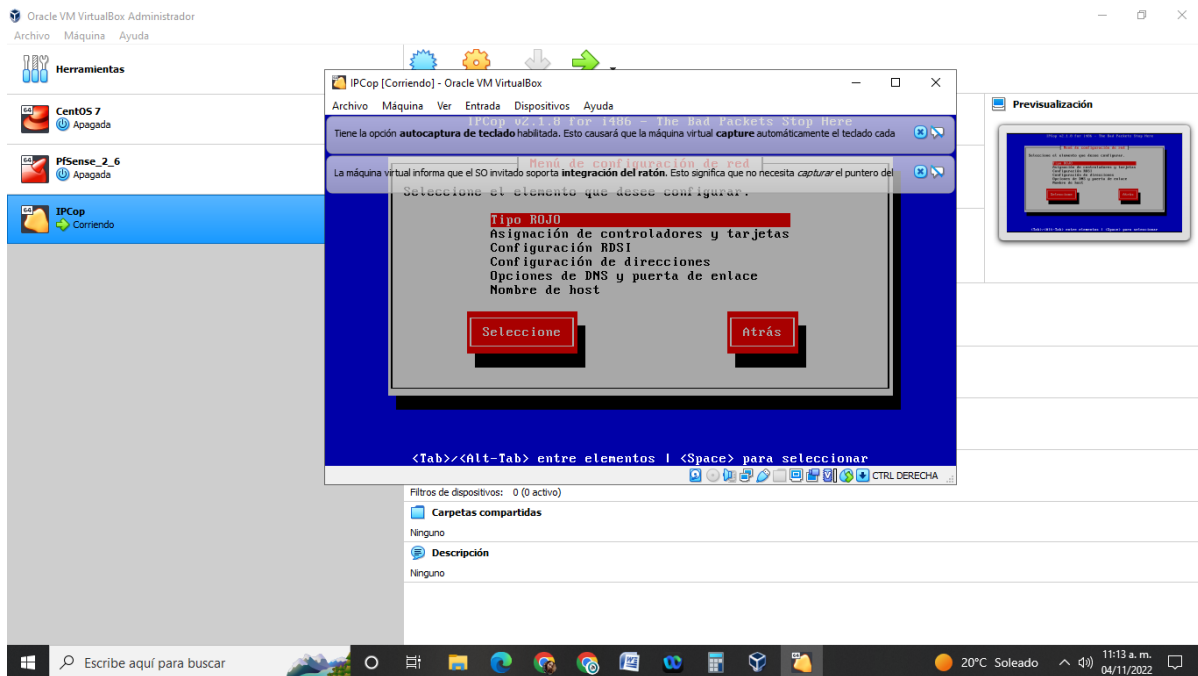 Oracle VM VirtualBox Administrador
Archivo Máquina Ayuda
Herramientas
64
CentOS 7
Apagada
64
PfSense_2_6
Apagada
64
IPCop
Corriendo
IPCop [Corriendo] - Oracle VM VirtualBox
Archivo Máquina Ver Entrada Dispositivos Ayuda
IPCop v2.1.8 for i486 - The Bad Packets Stop Here
Tiene la opción autocaptura de teclado habilitada. Esto causará que la máquina virtual capture automáticamente el teclado cada
Menú de configuración de red
La máquina virtual informa que el SO invitado soporta integración del ratón. Esto significa que no necesita capturar el puntero del
Seleccione el elemento que desee configurar.
Tipo ROJO
Asignación de controladores y tarjetas
Configuración RDSI
Configuración de direcciones
Opciones de DNS y puerta de enlace
Nombre de host
Seleccione Atrás
<Tab>/<Alt-Tab> entre elementos | <Space> para seleccionar
CTRL DERECHA
Previsualización
Filtros de dispositivos: 0 (0 activo)
Carpetas compartidas
Ninguno
Descripción
Ninguno
Escribe aquí para buscar
20°C Soleado
11:13 a. m.
04/11/2022